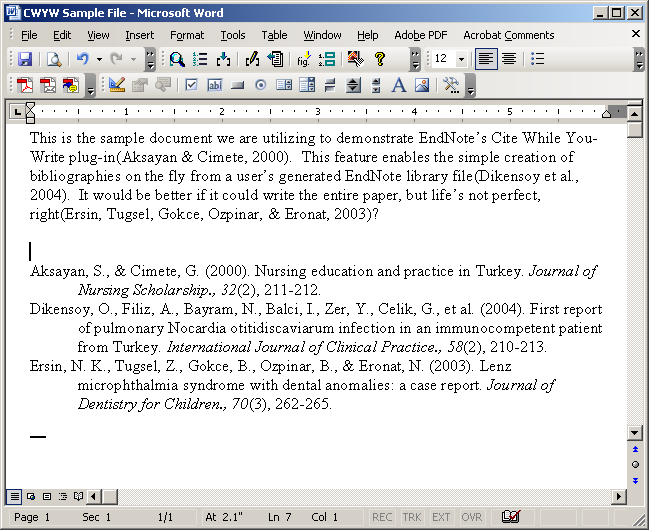 CWYW Sample File - Microsoft Word
File Edit View Insert Format Tools Table Window Help Adobe PDF Acrobat Comments
fig. 12
ab
A
1 2 3 4 5
This is the sample document we are utilizing to demonstrate EndNote's Cite While You-
Write plug-in(Aksayan & Cimete, 2000).  This feature enables the simple creation of
bibliographies on the fly from a user's generated EndNote library file(Dikensoy et al.,
2004).  It would be better if it could write the entire paper, but life's not perfect,
right(Ersin, Tugsel, Gokce, Ozpinar, & Eronat, 2003)?
Aksayan, S., & Cimete, G. (2000). Nursing education and practice in Turkey. Journal of
Nursing Scholarship., 32(2), 211-212.
Dikensoy, O., Filiz, A., Bayram, N., Balci, I., Zer, Y., Celik, G., et al. (2004). First report
of pulmonary Nocardia otitidiscaviarum infection in an immunocompetent patient
from Turkey. International Journal of Clinical Practice., 58(2), 210-213.
Ersin, N. K., Tugsel, Z., Gokce, B., Ozpinar, B., & Eronat, N. (2003). Lenz
microphthalmia syndrome with dental anomalies: a case report. Journal of
Dentistry for Children., 70(3), 262-265.
Page 1 Sec 1 1/1 At 2.1" Ln 7 Col 1 REC TRK EXT OVR